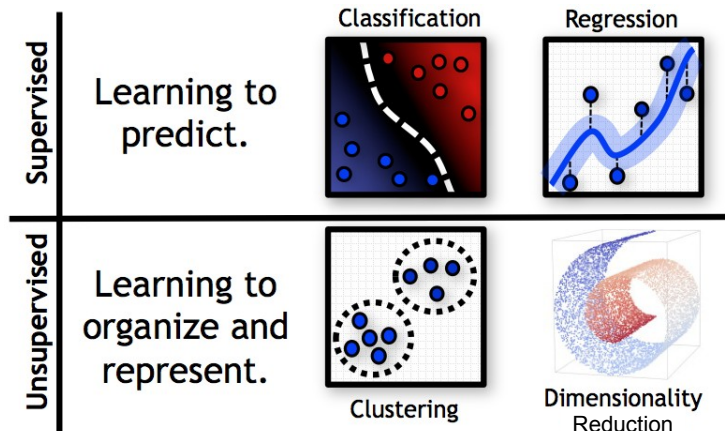 Classification
Regression
Supervised
Learning to
predict.
Unsupervised
Learning to
organize and
represent.
Clustering
Dimensionality
Reduction